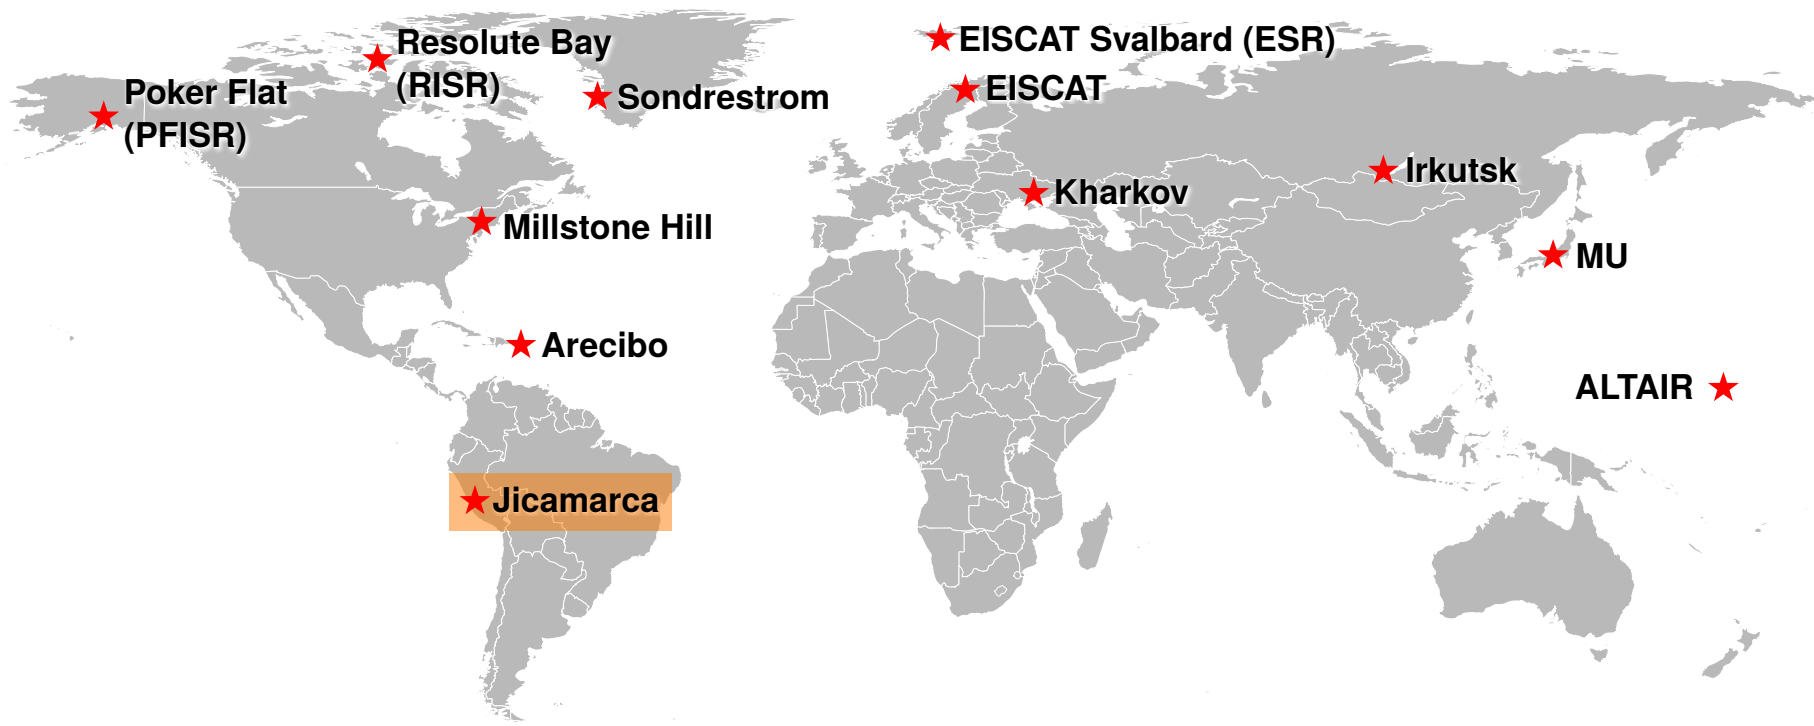 Resolute Bay
(RISR)
EISCAT Svalbard (ESR)
Poker Flat
(PFISR)
Sondrestrom
EISCAT
Irkutsk
Kharkov
Millstone Hill
MU
Arecibo
ALTAIR
Jicamarca